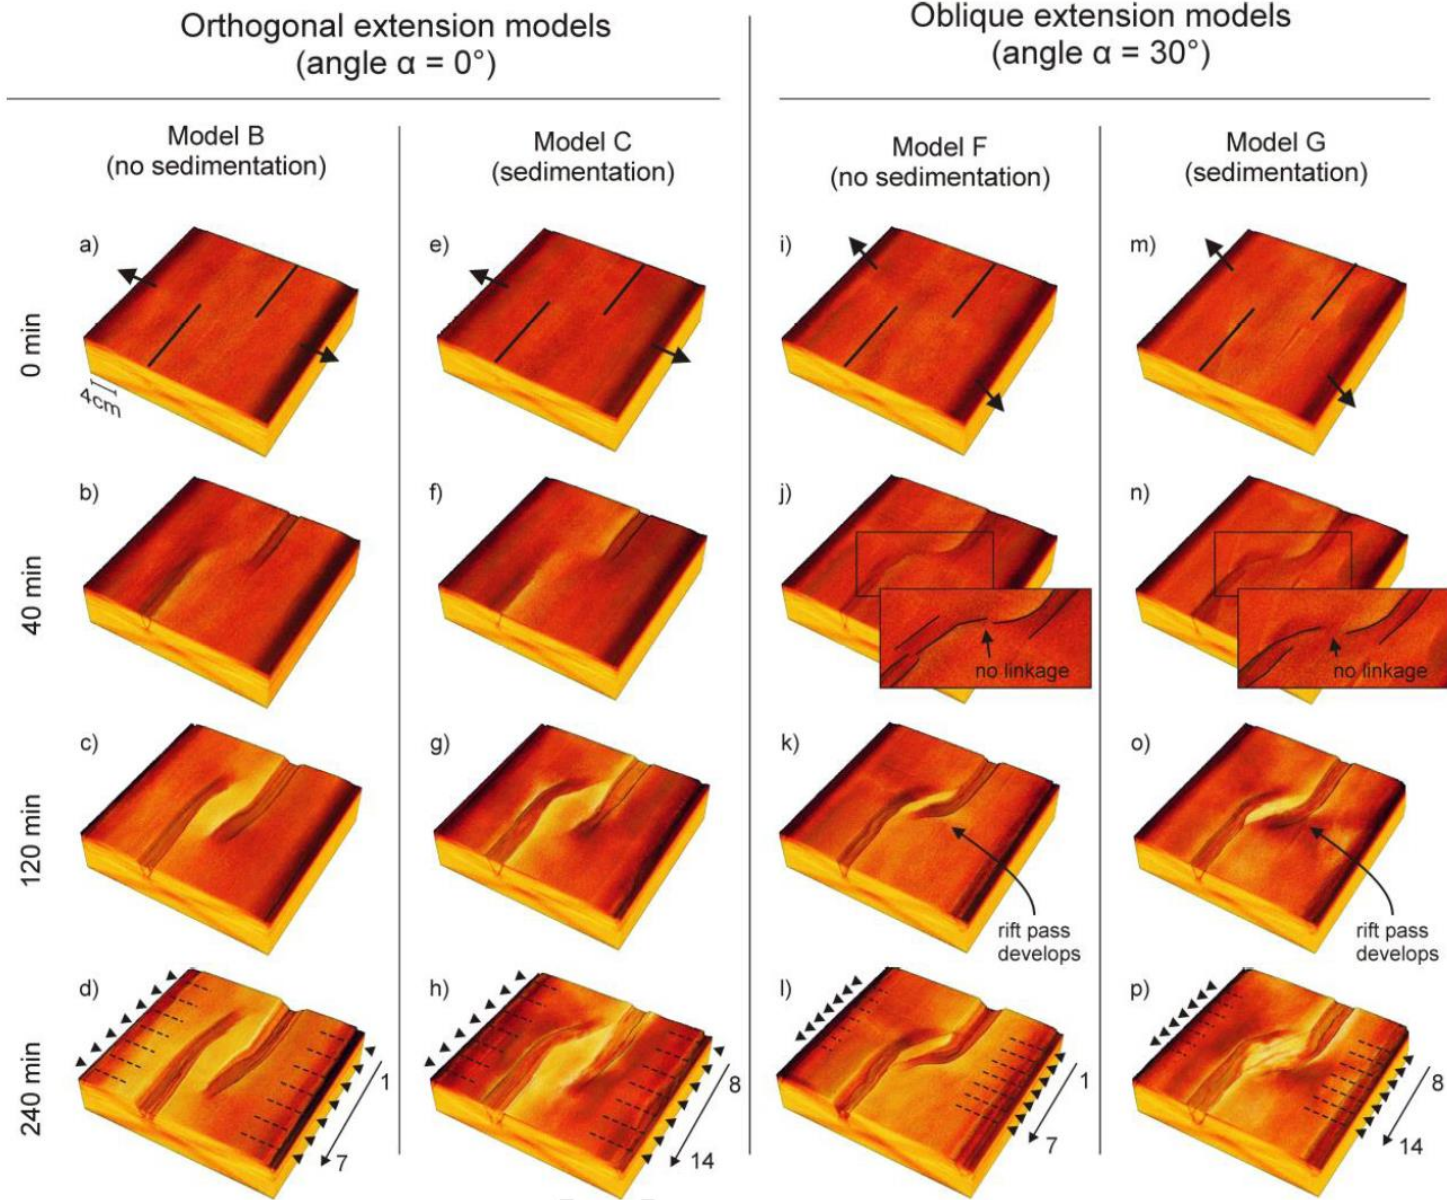 Orthogonal extension models
(angle α = 0°)
Oblique extension models
(angle α = 30°)
Model B
(no sedimentation)
Model C
(sedimentation)
Model F
(no sedimentation)
Model G
(sedimentation)
0 min
a)
e)
i)
m)
4cm
40 min
b)
f)
j)
n)
no linkage
no linkage
120 min
c)
g)
k)
o)
rift pass
develops
rift pass
develops
240 min
d)
h)
l)
p)
1
7
8
14
1
7
8
14